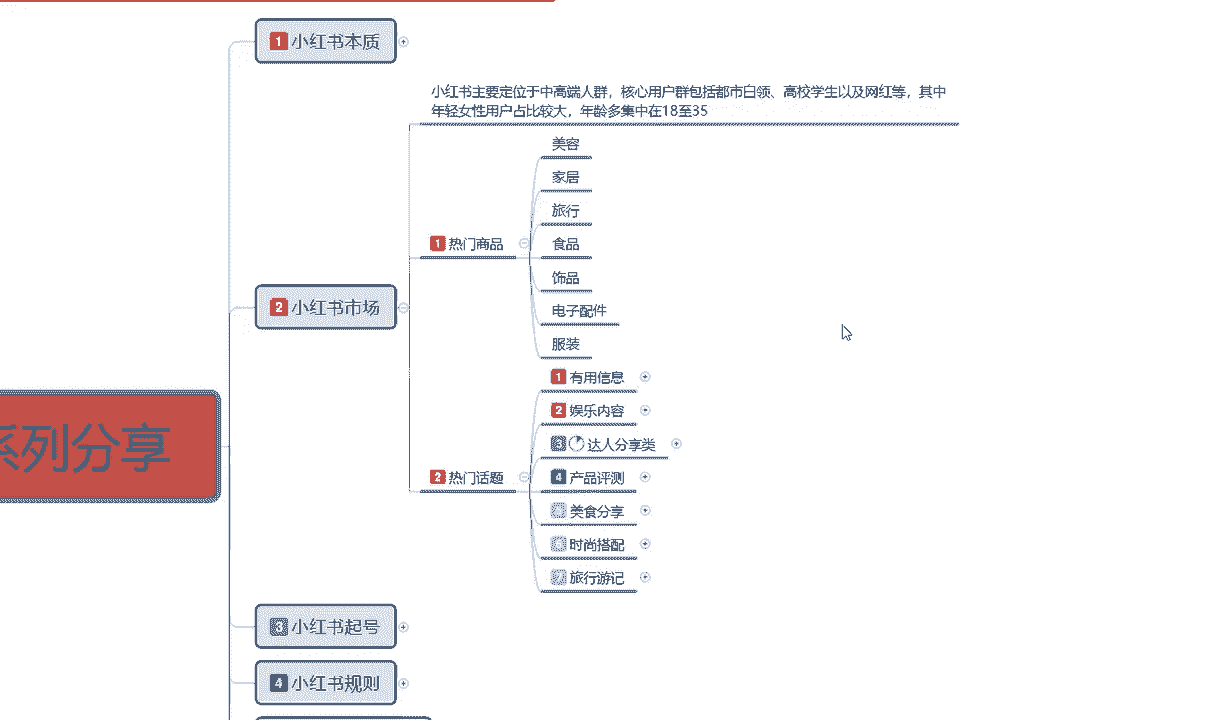 1 小红书本质
小红书主要定位于中高端人群，核心用户群包括都市白领、高校学生以及网红等，其中
年轻女性用户占比较大，年龄多集中在18至35
美容
家居
旅行
1 热门商品
食品
饰品
电子配件
服装
2 小红书市场
1 有用信息
2 娱乐内容
3 达人分享类
2 热门话题
4 产品评测
美食分享
时尚搭配
旅行游记
系列分享
3 小红书起号
4 小红书规则